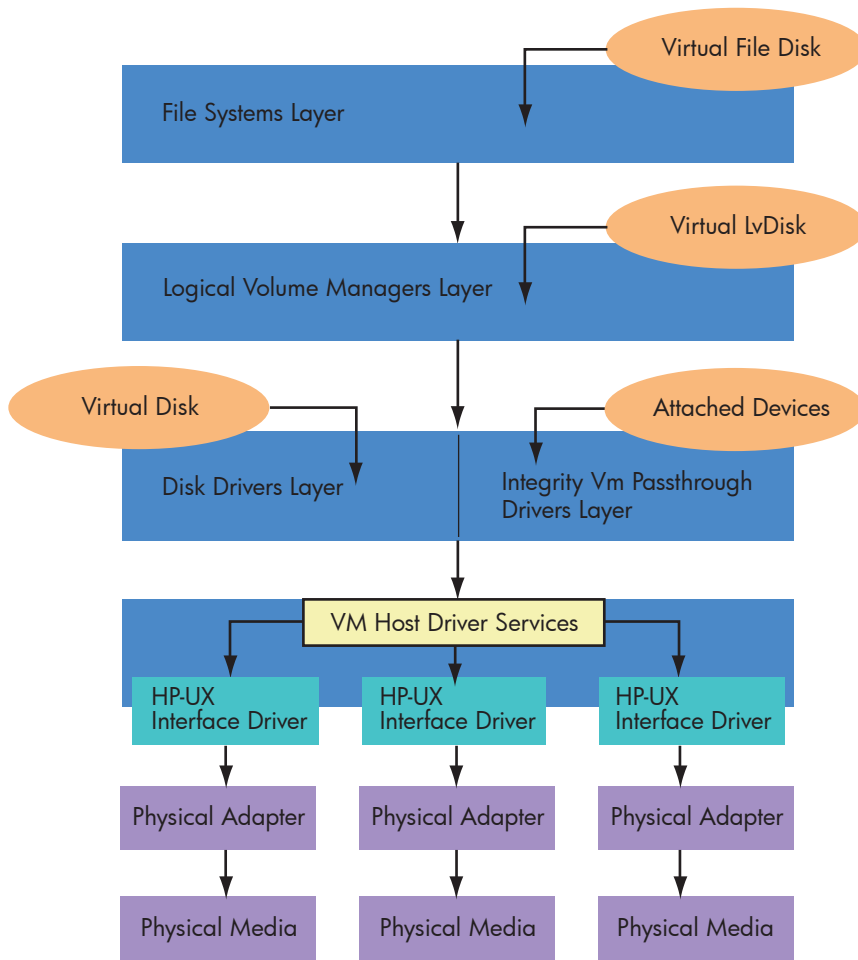 Virtual File Disk
File Systems Layer
Virtual LvDisk
Logical Volume Managers Layer
Virtual Disk
Attached Devices
Disk Drivers Layer
Integrity Vm Passthrough
Drivers Layer
VM Host Driver Services
HP-UX
Interface Driver
HP-UX
Interface Driver
HP-UX
Interface Driver
Physical Adapter
Physical Adapter
Physical Adapter
Physical Media
Physical Media
Physical Media